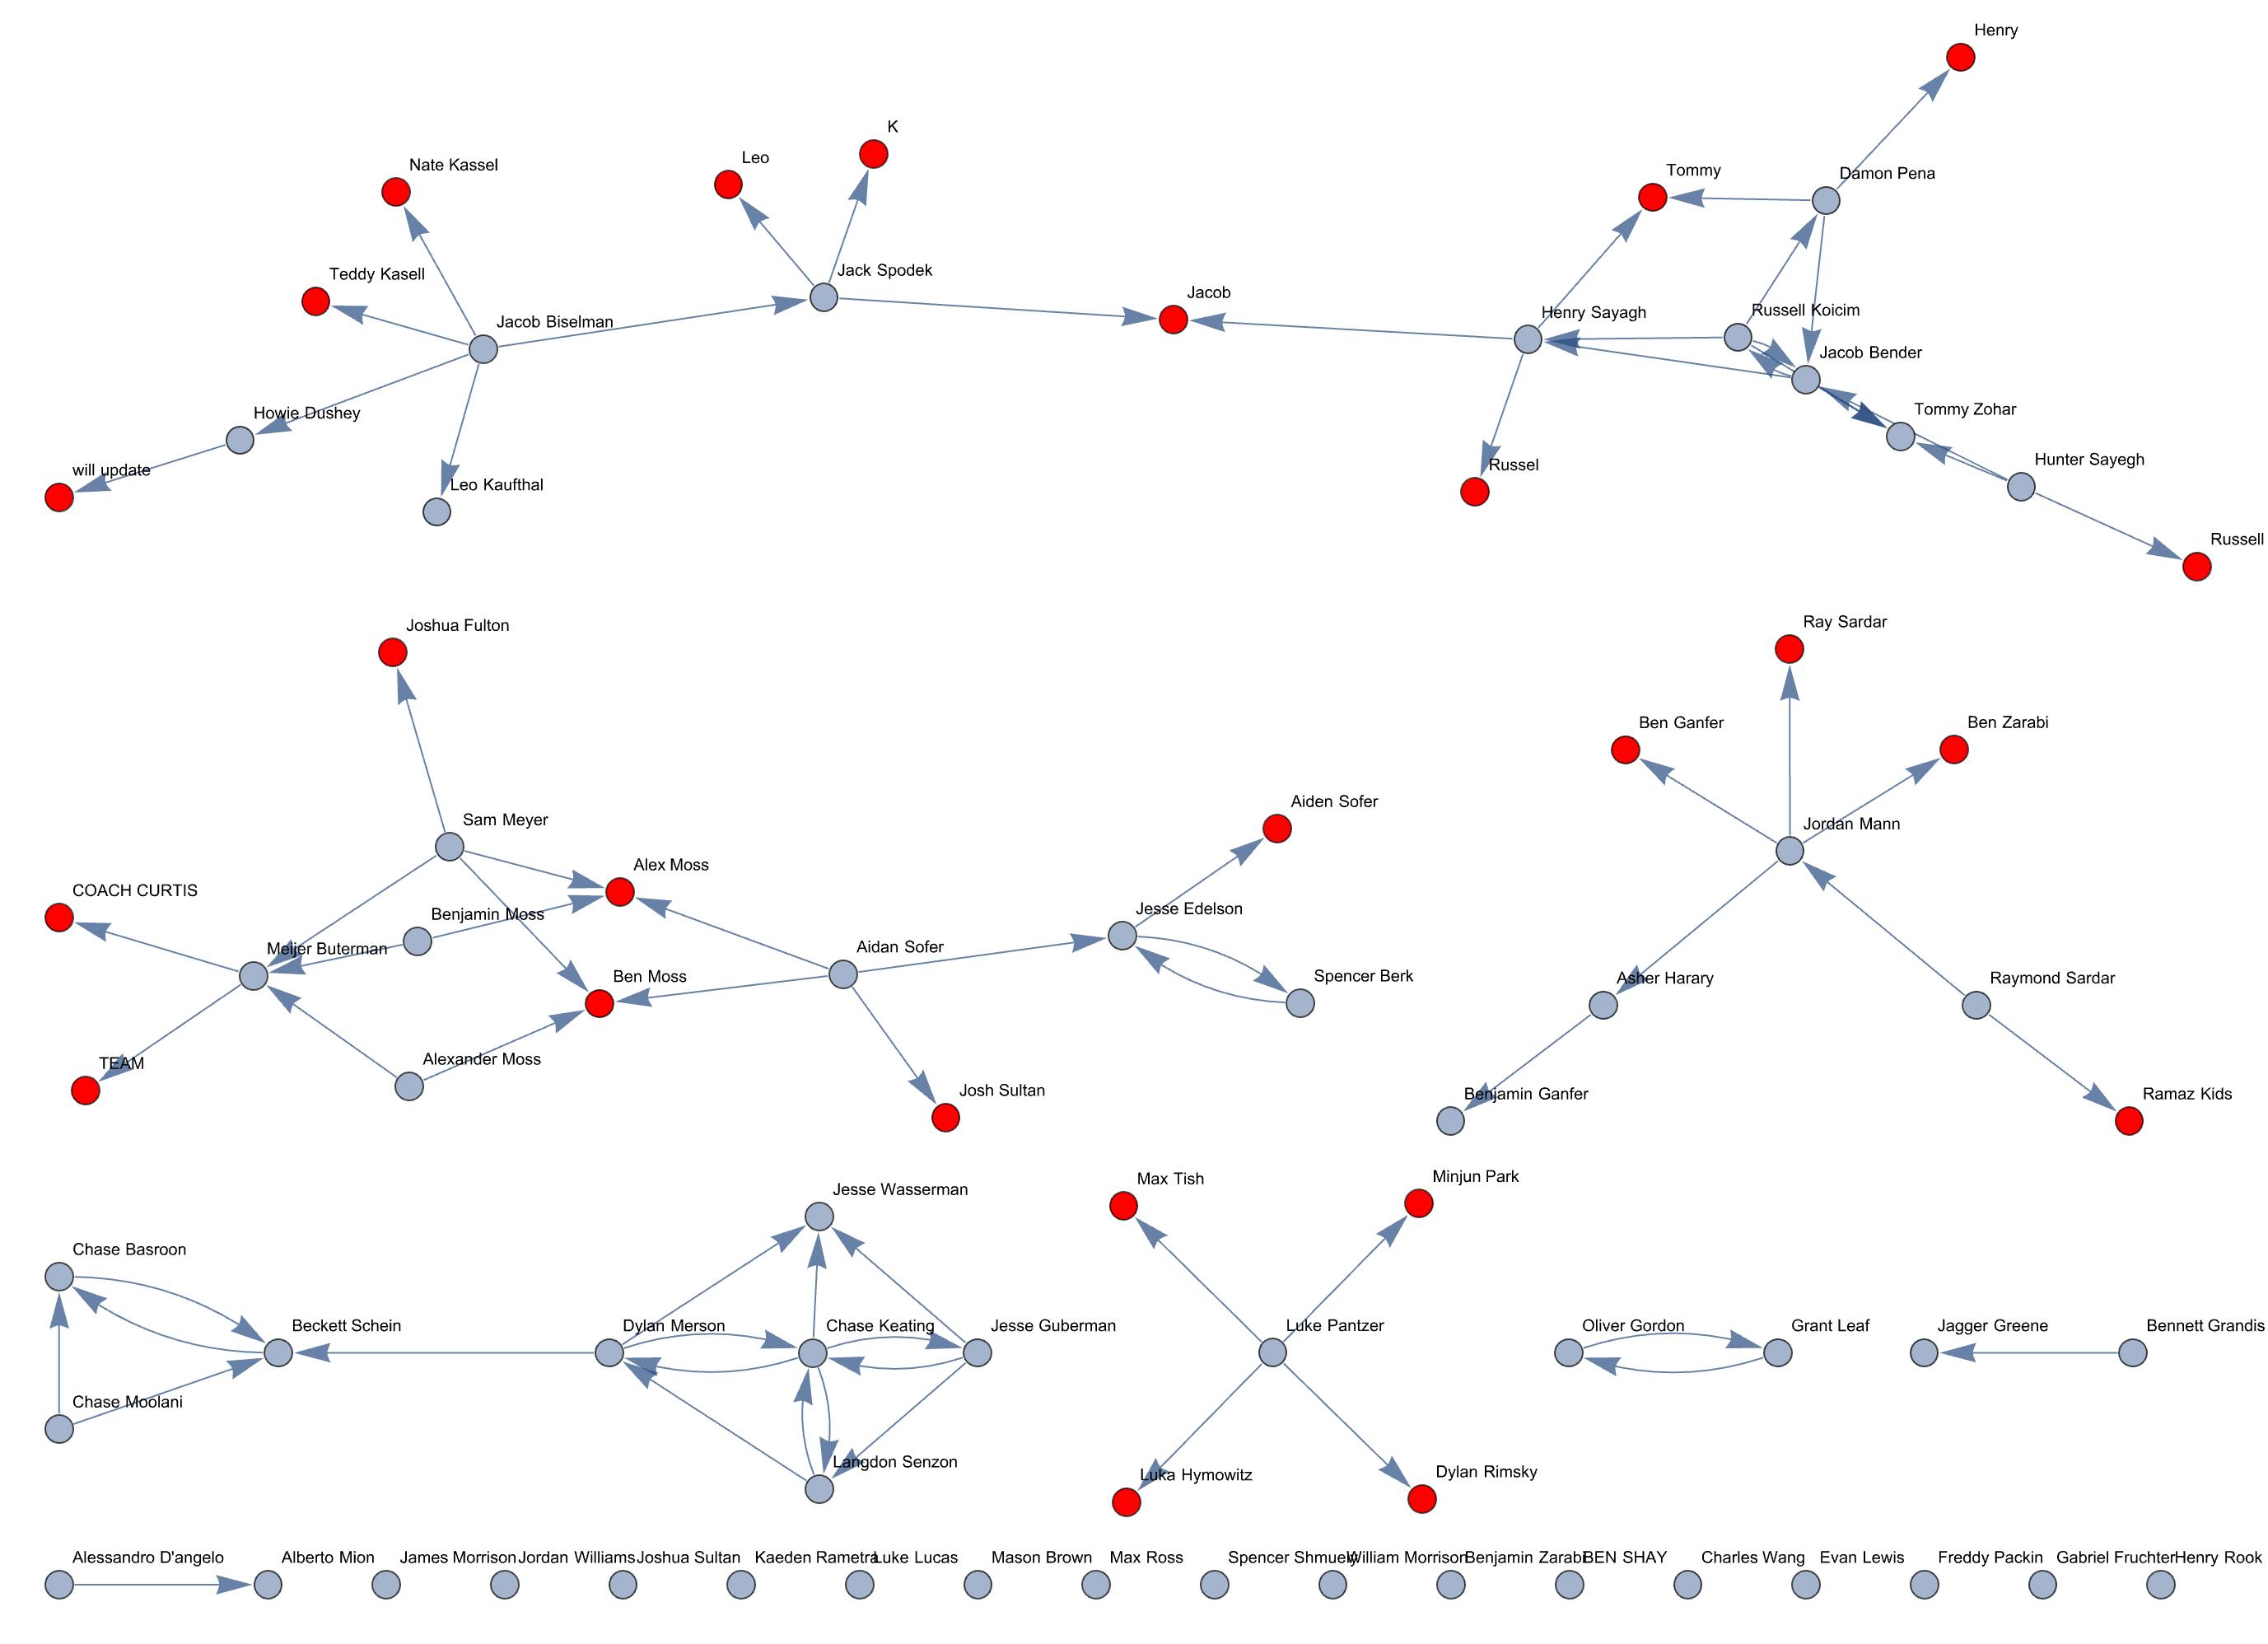 Henry
K
Leo
Nate Kassel
Tommy
Damon Pena
Teddy Kasell
Jack Spodek
Jacob
Jacob Biselman
Henry Sayagh
Russell Koicim
Jacob Bender
Howie Dushey
Tommy Zohar
will update
Leo Kaufthal
Russel
Hunter Sayegh
Russell
Joshua Fulton
Ray Sardar
Ben Ganfer
Ben Zarabi
Aiden Sofer
Sam Meyer
Jordan Mann
Alex Moss
COACH CURTIS
Benjamin Moss
Jesse Edelson
Meijer Buterman
Aidan Sofer
Ben Moss
Spencer Berk
Asher Harary
Raymond Sardar
TEAM
Alexander Moss
Josh Sultan
Benjamin Ganfer
Ramaz Kids
Max Tish
Minjun Park
Jesse Wasserman
Chase Basroon
Beckett Schein
Dylan Merson
Chase Keating
Jesse Guberman
Luke Pantzer
Oliver Gordon
Grant Leaf
Jagger Greene
Bennett Grandis
Chase Moolani
Langdon Senzon
Luka Hymowitz
Dylan Rimsky
Alessandro D'angelo
Alberto Mion
James Morrison
Jordan Williams
Joshua Sultan
Kaeden Rametra
Luke Lucas
Mason Brown
Max Ross
Spencer Shmuely
William Morrison
Benjamin Zarabi
BEN SHAY
Charles Wang
Evan Lewis
Freddy Packin
Gabriel Fruchter
Henry Rook